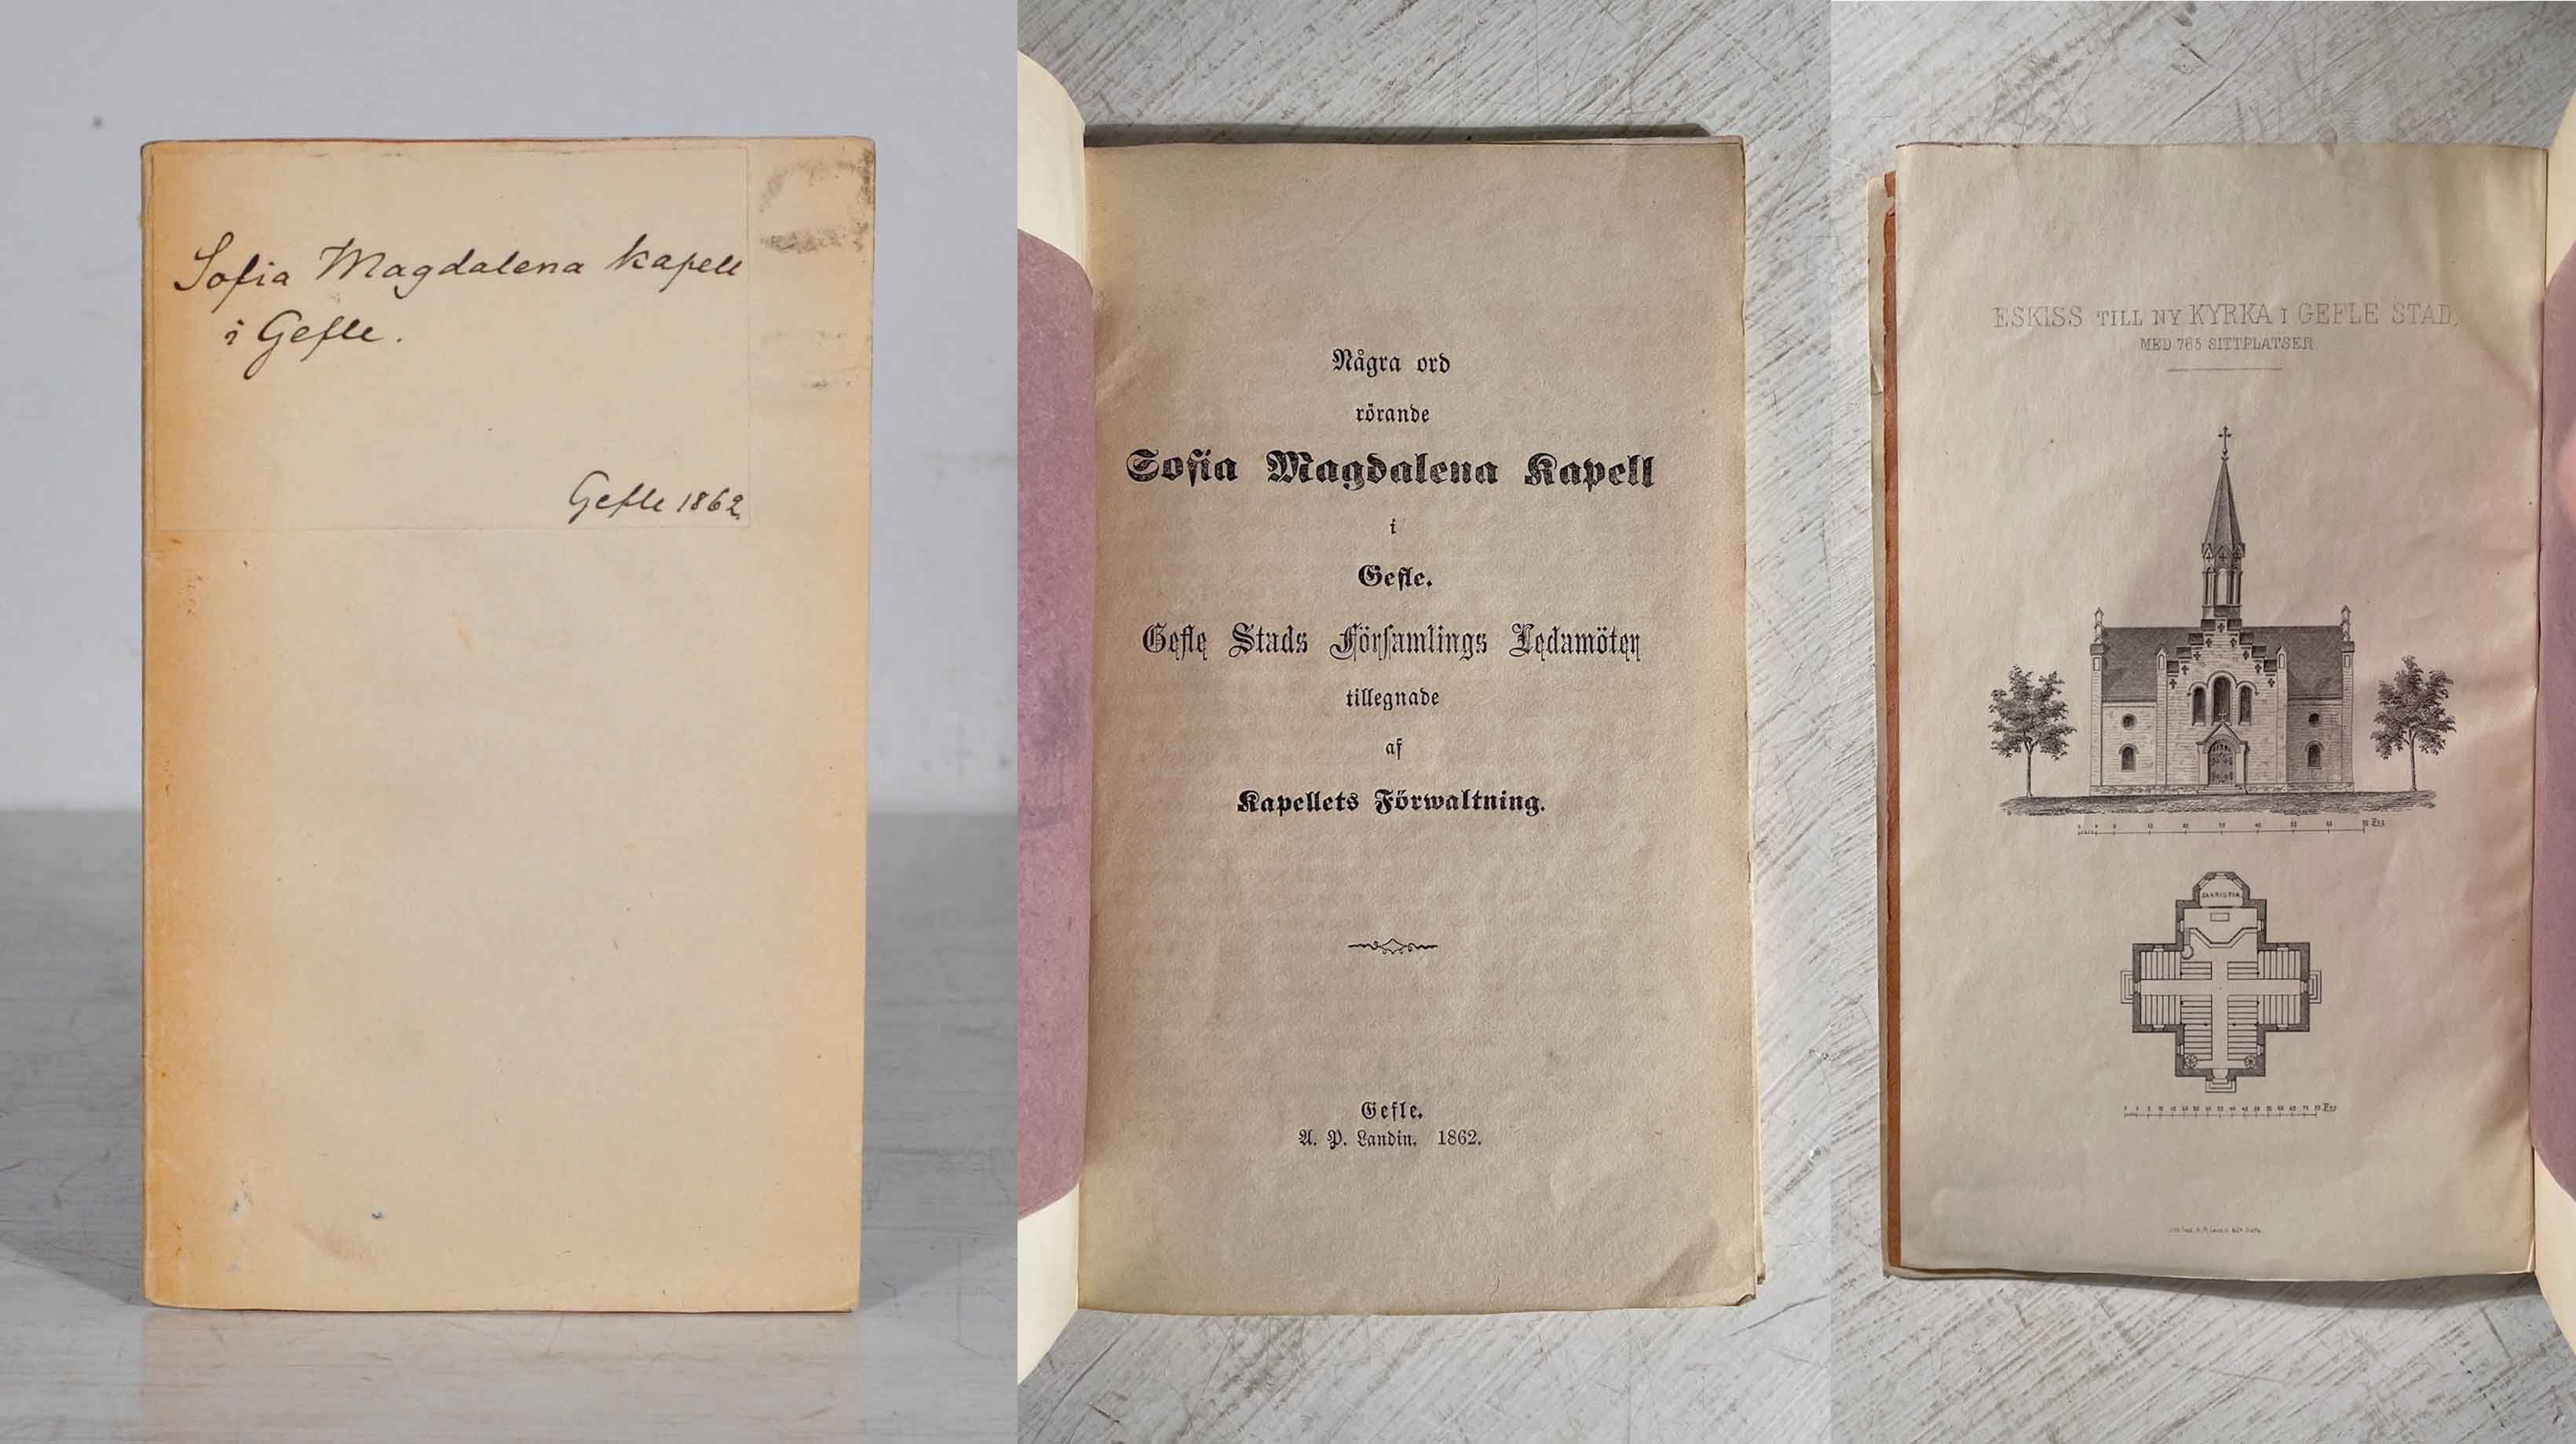 Sofia Magdalena kapell
i Gefle.
Gefle 1862.
Några ord
rörande
Sofia Magdalena Kapell
i
Gefle.
Gefle Stads Församlings Ledamöter
tillegnade
af
Kapellets Förwaltning.
Gefle.
A. P. Landin. 1862.
ESKISS TILL NY KYRKA I GEFLE STAD,
MED 765 SITTPLATSER.
SAKRISTIA